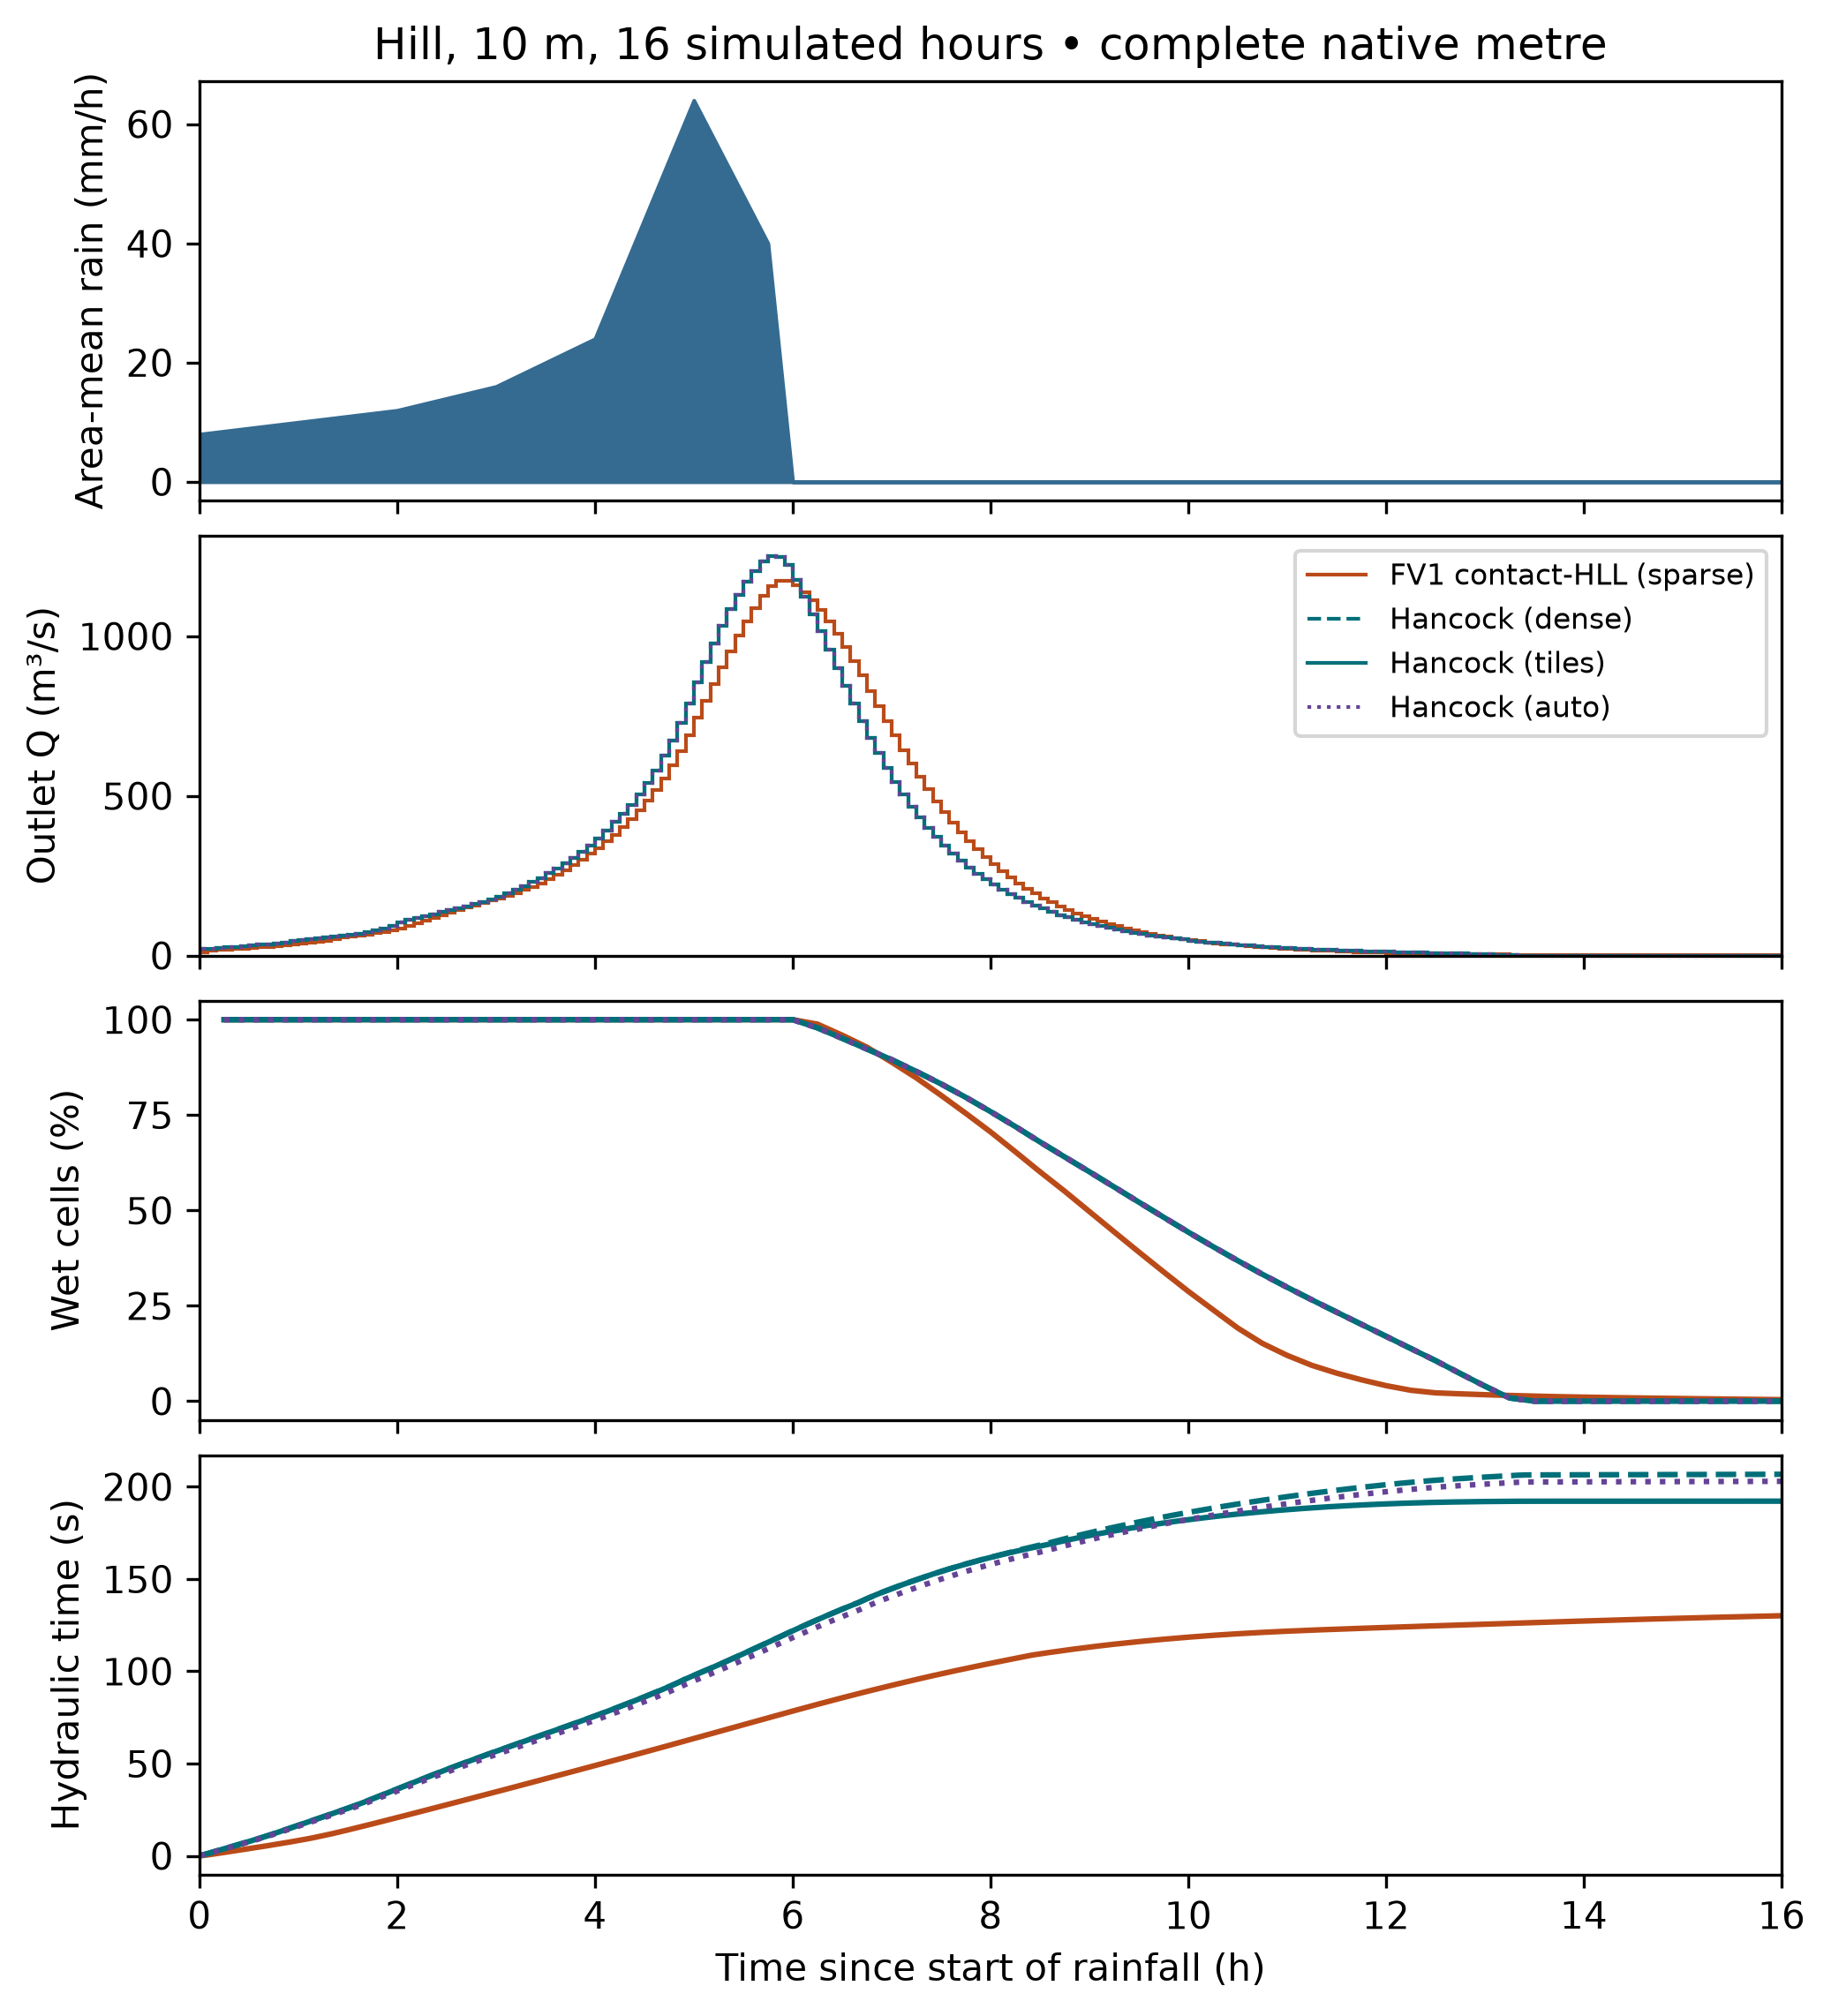 Hill, 10 m, 16 simulated hours • complete native metre
Area-mean rain (mm/h)
60
40
20
0
Outlet Q (m³/s)
1000
500
0
FV1 contact-HLL (sparse)
Hancock (dense)
Hancock (tiles)
Hancock (auto)
Wet cells (%)
100
75
50
25
0
Hydraulic time (s)
200
150
100
50
0
0 2 4 6 8 10 12 14 16
Time since start of rainfall (h)